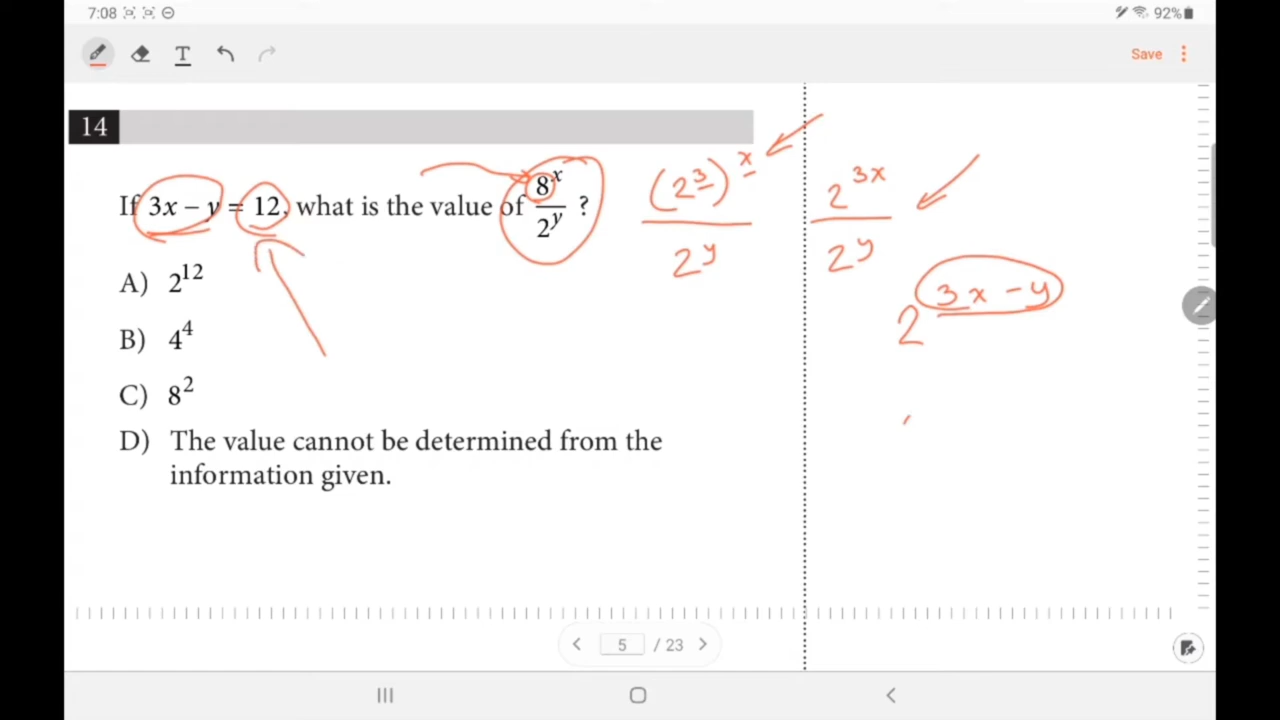 7:08 92%
T Save
14
If 3x − y = 12, what is the value of 8^x / 2^y ?
(2^3)^x / 2^y
2^3x / 2^y
2^3x − y
A) 2^12
B) 4^4
C) 8^2
D) The value cannot be determined from the
information given.
5 / 23